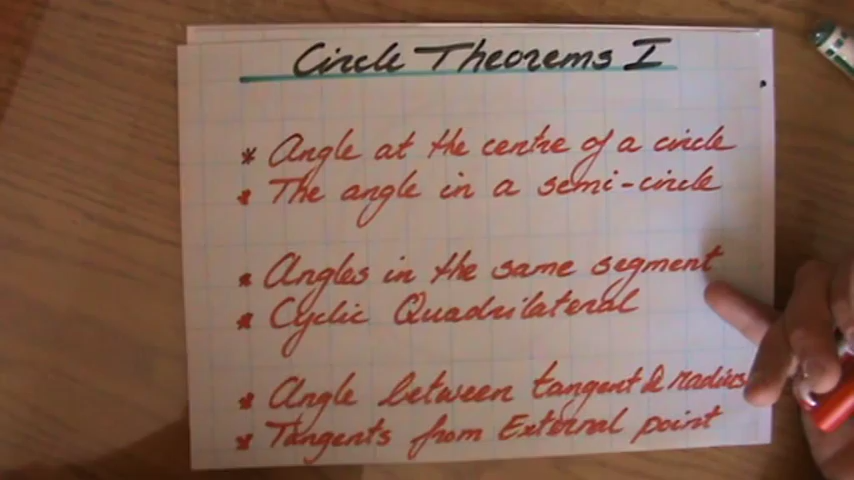 Circle Theorems I
* Angle at the centre of a circle
* The angle in a semi-circle
* Angles in the same segment
* Cyclic Quadrilateral
* Angle between tangent & radius
* Tangents from External point